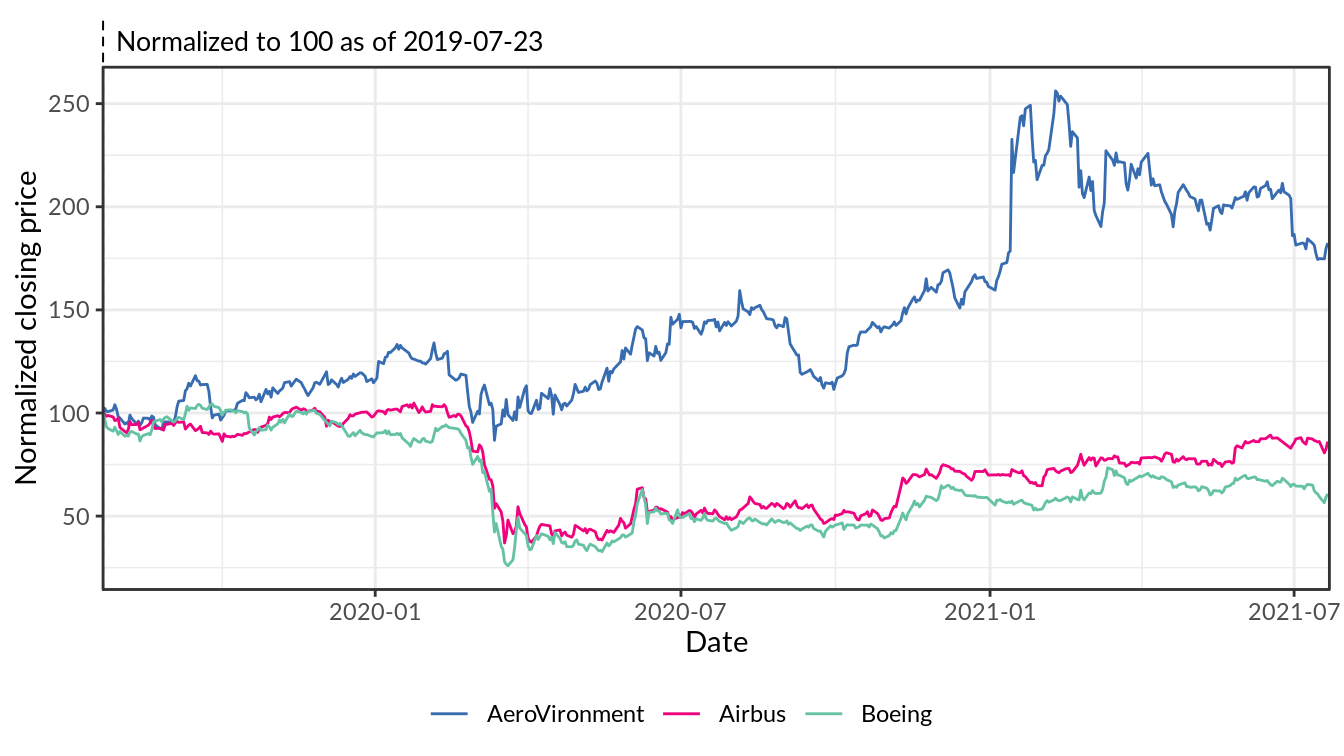 Normalized to 100 as of 2019-07-23
Normalized closing price
250
200
150
100
50
2020-01
2020-07
2021-01
2021-07
Date
AeroVironment
Airbus
Boeing